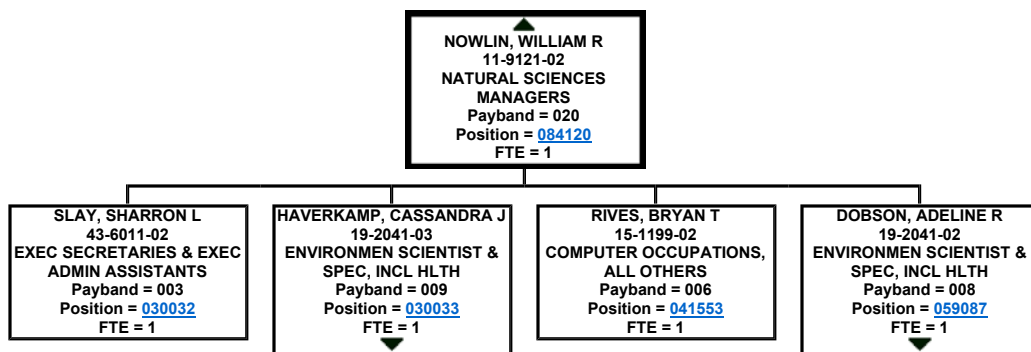 NOWLIN, WILLIAM R
11-9121-02
NATURAL SCIENCES
MANAGERS
Payband = 020
Position = 084120
FTE = 1
SLAY, SHARRON L
43-6011-02
EXEC SECRETARIES & EXEC
ADMIN ASSISTANTS
Payband = 003
Position = 030032
FTE = 1
HAVERKAMP, CASSANDRA J
19-2041-03
ENVIRONMEN SCIENTIST &
SPEC, INCL HLTH
Payband = 009
Position = 030033
FTE = 1
RIVES, BRYAN T
15-1199-02
COMPUTER OCCUPATIONS,
ALL OTHERS
Payband = 006
Position = 041553
FTE = 1
DOBSON, ADELINE R
19-2041-02
ENVIRONMEN SCIENTIST &
SPEC, INCL HLTH
Payband = 008
Position = 059087
FTE = 1